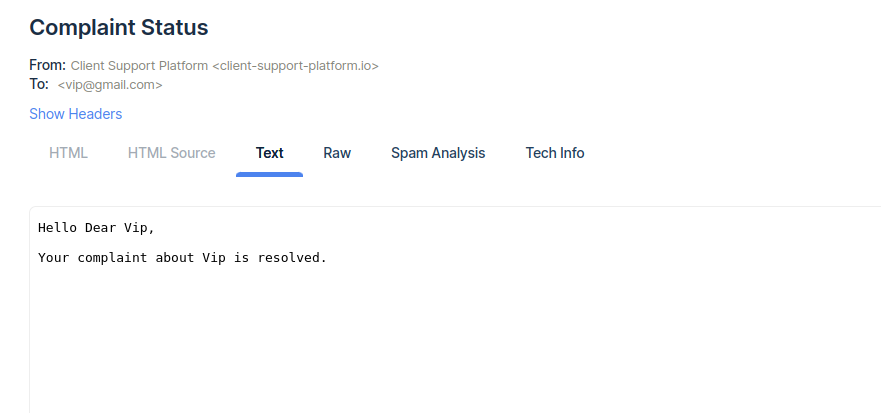 Complaint Status
From: Client Support Platform <client-support-platform.io>
To: <vip@gmail.com>
Show Headers
HTML HTML Source Text Raw Spam Analysis Tech Info
Hello Dear Vip,
Your complaint about Vip is resolved.